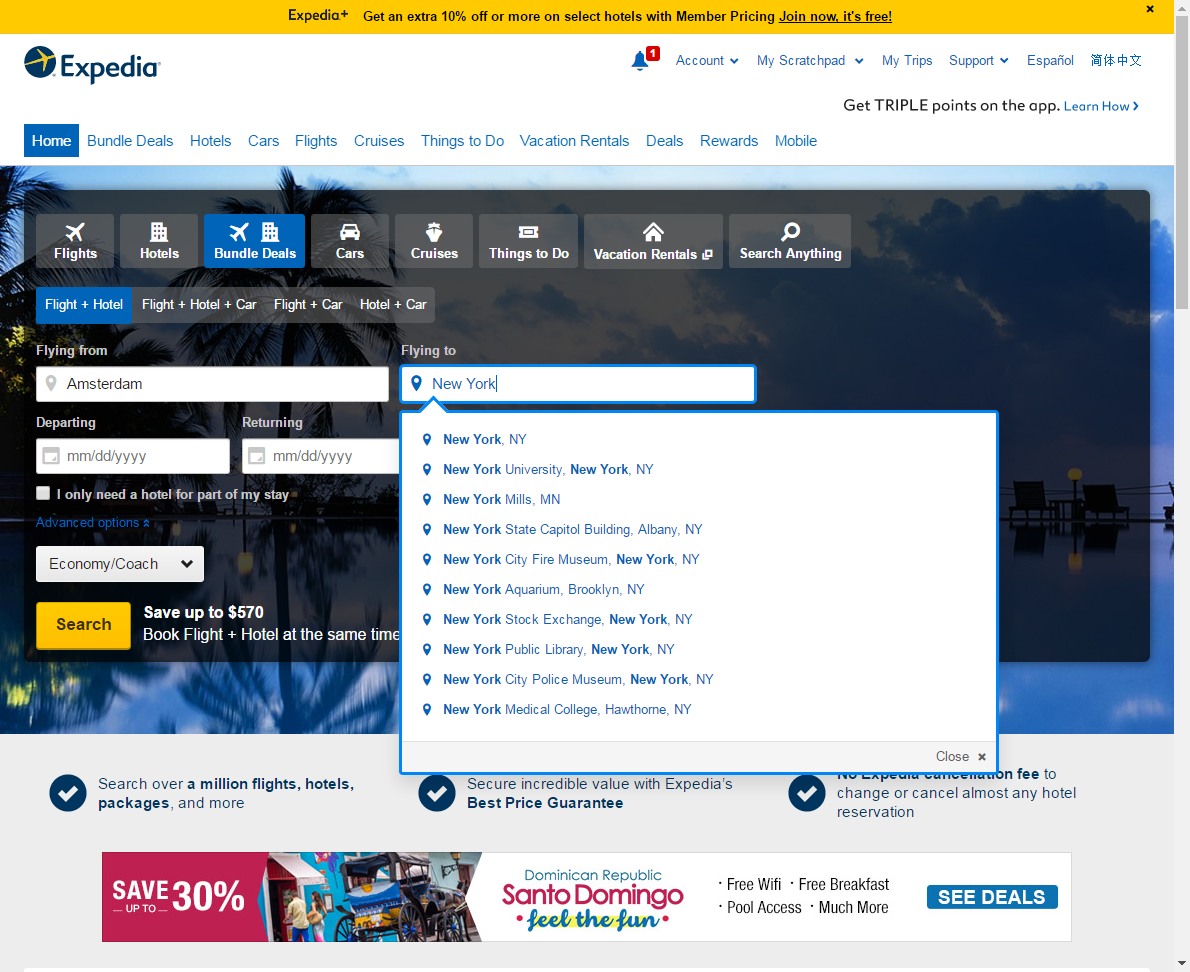 Expedia+ Get an extra 10% off or more on select hotels with Member Pricing Join now, it's free!
Expedia
1 Account My Scratchpad My Trips Support Español 简体中文
Get TRIPLE points on the app. Learn How
Home Bundle Deals Hotels Cars Flights Cruises Things to Do Vacation Rentals Deals Rewards Mobile
Flights Hotels Bundle Deals Cars Cruises Things to Do Vacation Rentals Search Anything
Flight + Hotel Flight + Hotel + Car Flight + Car Hotel + Car
Flying from Flying to
Amsterdam New York
Departing Returning
mm/dd/yyyy mm/dd/yyyy
I only need a hotel for part of my stay
Advanced options
Economy/Coach
Search
Save up to $570
Book Flight + Hotel at the same time
New York, NY
New York University, New York, NY
New York Mills, MN
New York State Capitol Building, Albany, NY
New York City Fire Museum, New York, NY
New York Aquarium, Brooklyn, NY
New York Stock Exchange, New York, NY
New York Public Library, New York, NY
New York City Police Museum, New York, NY
New York Medical College, Hawthorne, NY
Close
Search over a million flights, hotels,
packages, and more
Secure incredible value with Expedia's
Best Price Guarantee
No Expedia cancellation fee to
change or cancel almost any hotel
reservation
SAVE UP TO 30%
Dominican Republic
Santo Domingo
feel the fun
· Free Wifi · Free Breakfast
· Pool Access · Much More
SEE DEALS